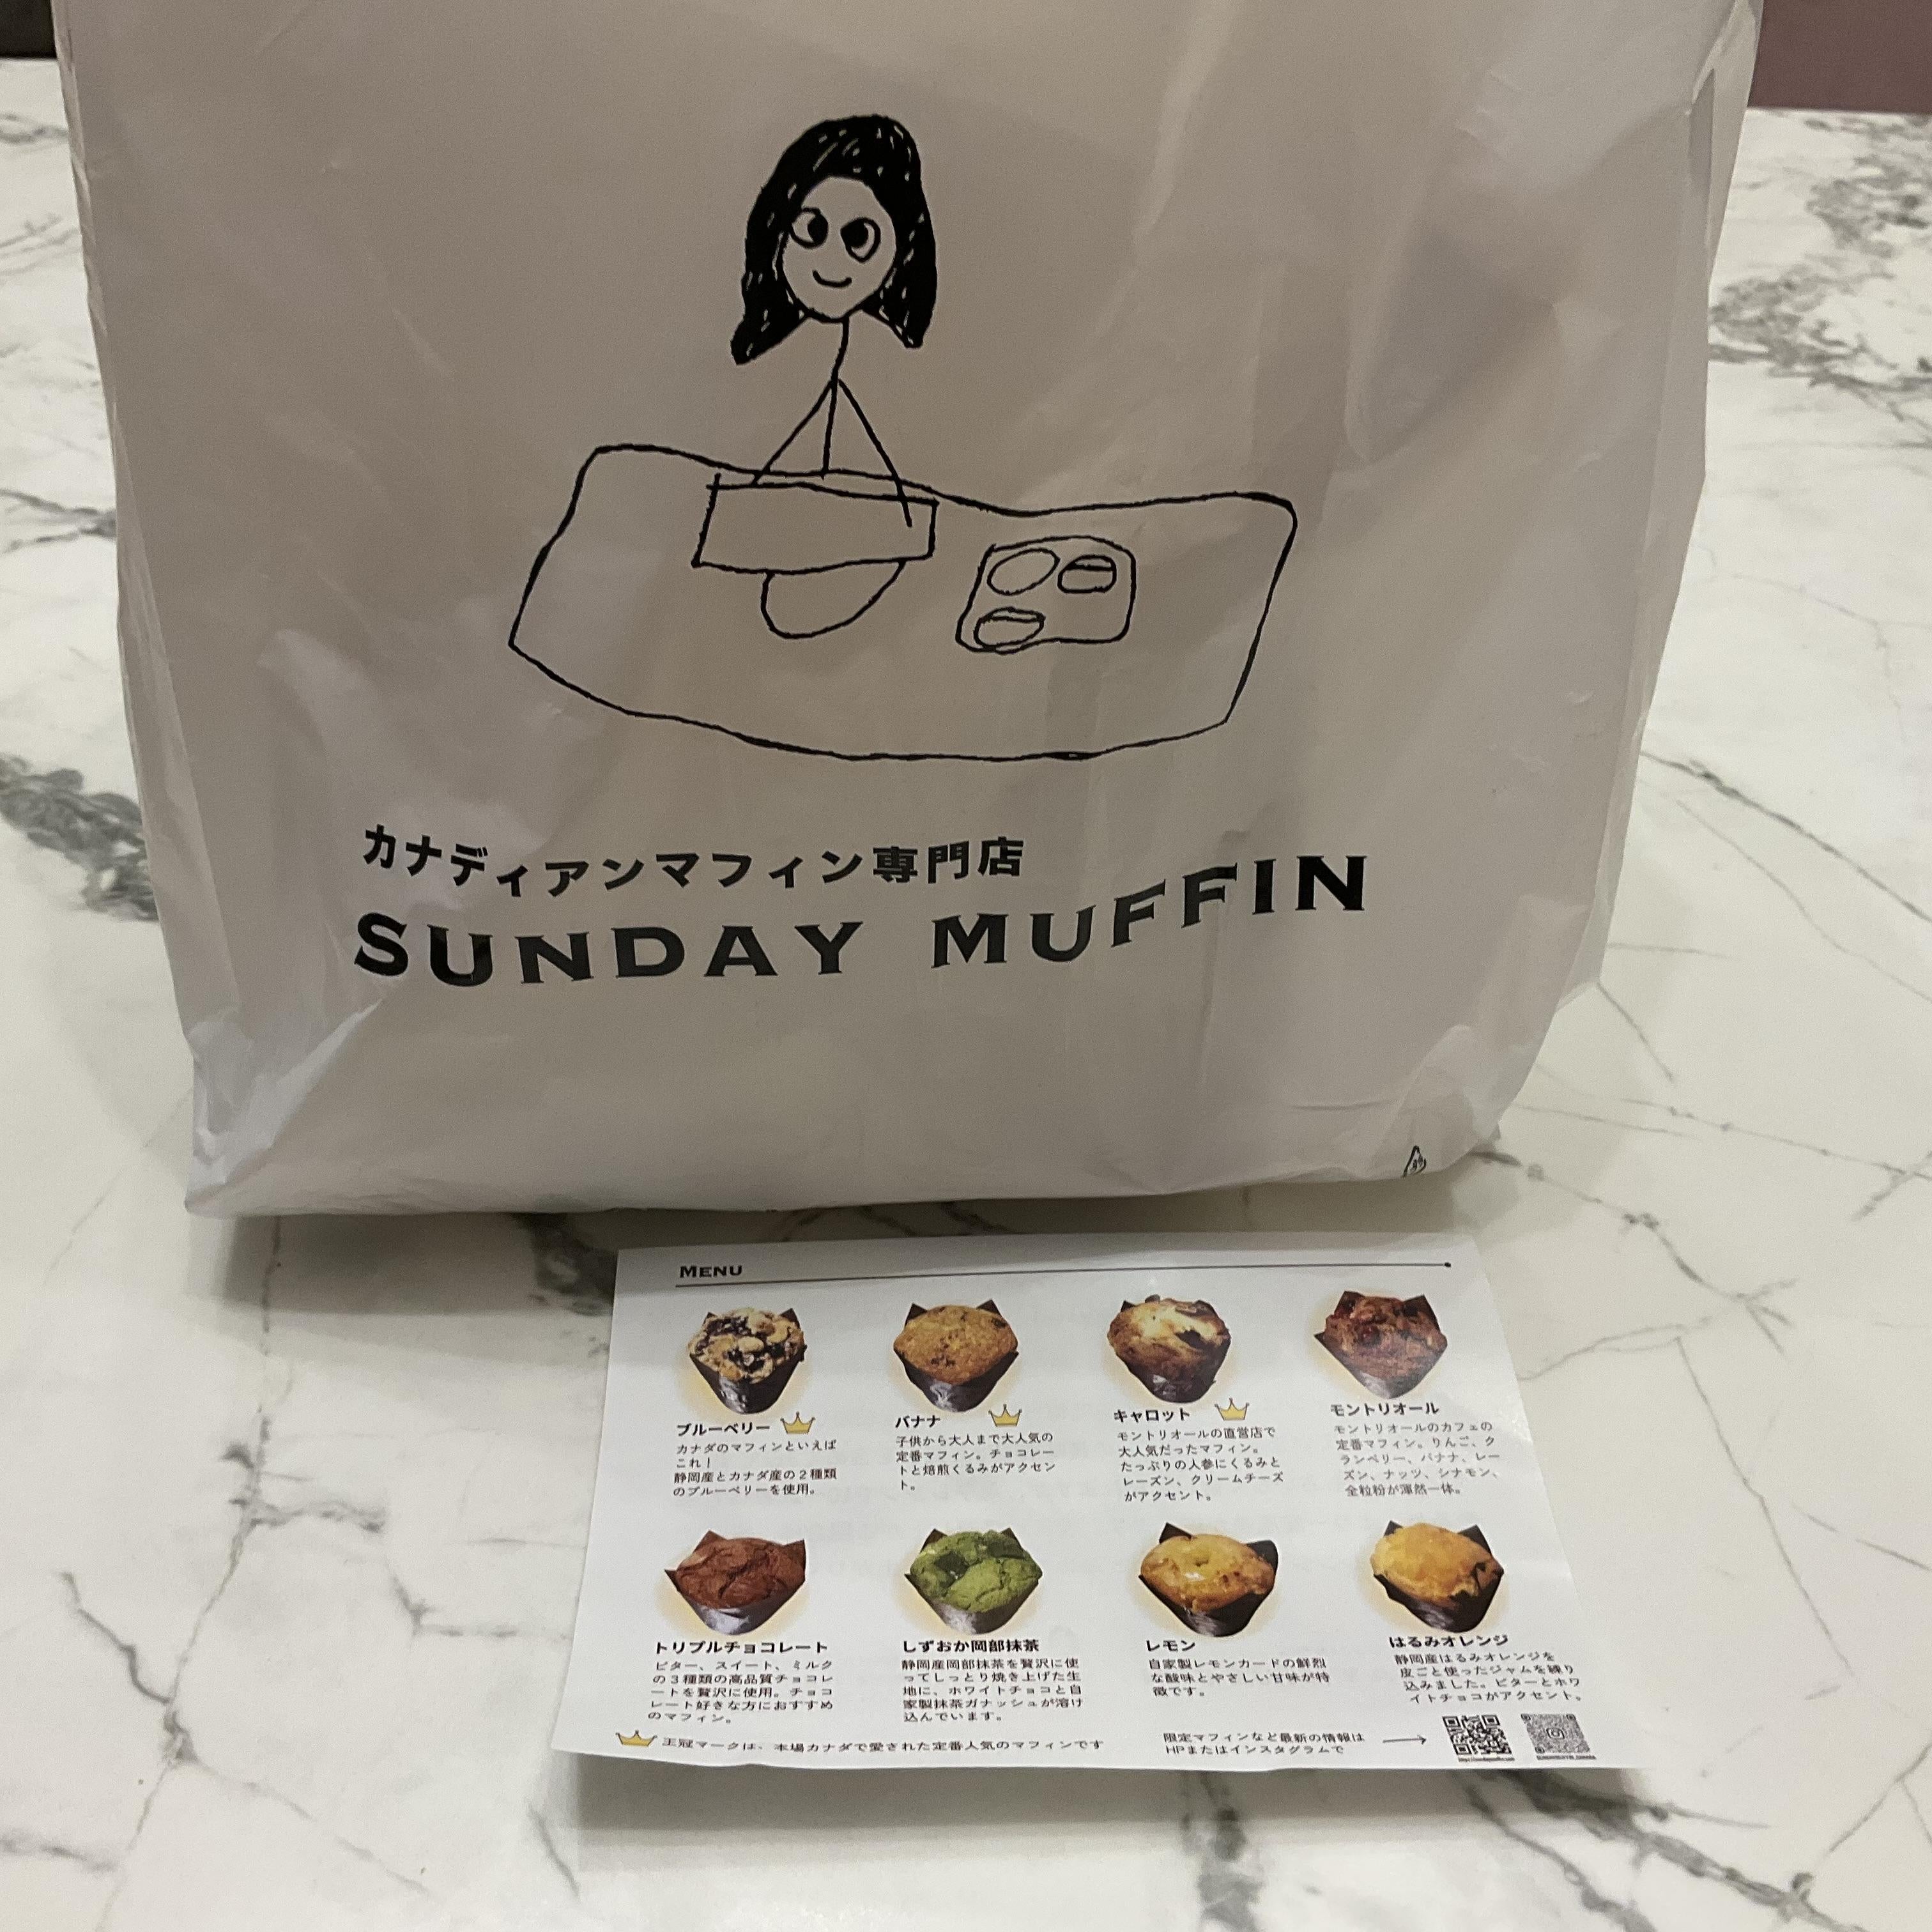 カナディアンマフィン専門店
SUNDAY MUFFIN
MENU
ブルーベリー
カナダのマフィンといえば
これ！
静岡産とカナダ産の２種類
のブルーベリーを使用。
バナナ
子供から大人まで大人気の
定番マフィン。チョコレー
トと焙煎くるみがアクセン
ト。
キャロット
モントリオールの直営店で
大人気だったマフィン。
たっぷりの人参にくるみと
レーズン、クリームチーズ
がアクセント。
モントリオール
モントリオールのカフェの
定番マフィン。りんご、ク
ランベリー、バナナ、レー
ズン、ナッツ、シナモン、
全粒粉が渾然一体。
トリプルチョコレート
ビター、スイート、ミルク
の３種類の高品質チョコレ
ートを贅沢に使用。チョコ
レート好きな方におすすめ
のマフィン。
しずおか岡部抹茶
静岡産岡部抹茶を贅沢に使
ってしっとり焼き上げた生
地に、ホワイトチョコと自
家製抹茶ガナッシュが溶け
込んでいます。
レモン
自家製レモンカードの鮮烈
な酸味とやさしい甘味が特
徴です。
はるみオレンジ
静岡産はるみオレンジを
皮ごと使ったジャムを練り
込みました。ビターとホワ
イトチョコがアクセント。
王冠マークは、本場カナダで愛された定番人気のマフィンです
限定マフィンなど最新の情報は
HPまたはインスタグラムで